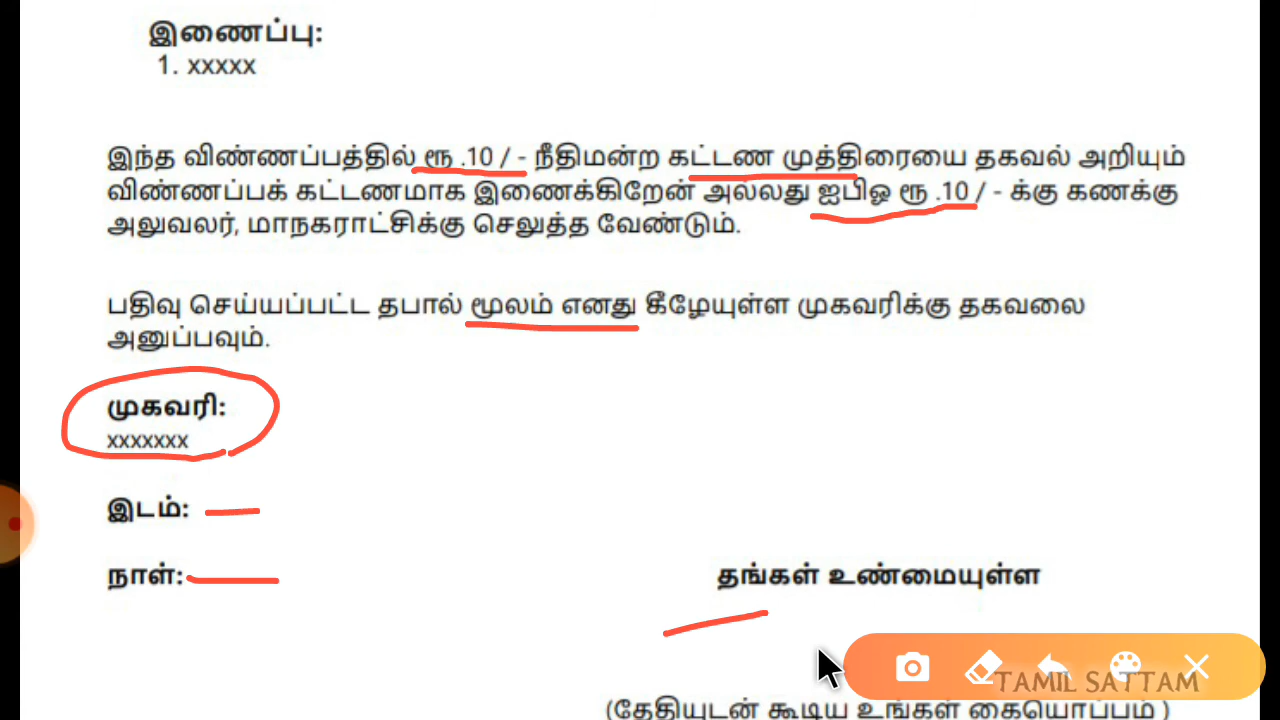 இணைப்பு:
1. xxxxx
இந்த விண்ணப்பத்தில் ரூ .10 / - நீதிமன்ற கட்டண முத்திரையை தகவல் அறியும்
விண்ணப்பக் கட்டணமாக இணைக்கிறேன் அல்லது ஐபிஓ ரூ .10 / - க்கு கணக்கு
அலுவலர், மாநகராட்சிக்கு செலுத்த வேண்டும்.
பதிவு செய்யப்பட்ட தபால் மூலம் எனது கீழேயுள்ள முகவரிக்கு தகவலை
அனுப்பவும்.
முகவரி:
xxxxxxx
இடம்:
நாள்:
தங்கள் உண்மையுள்ள
TAMIL SATTAM
(தேதியுடன் கூடிய உங்கள் கையொப்பம் )